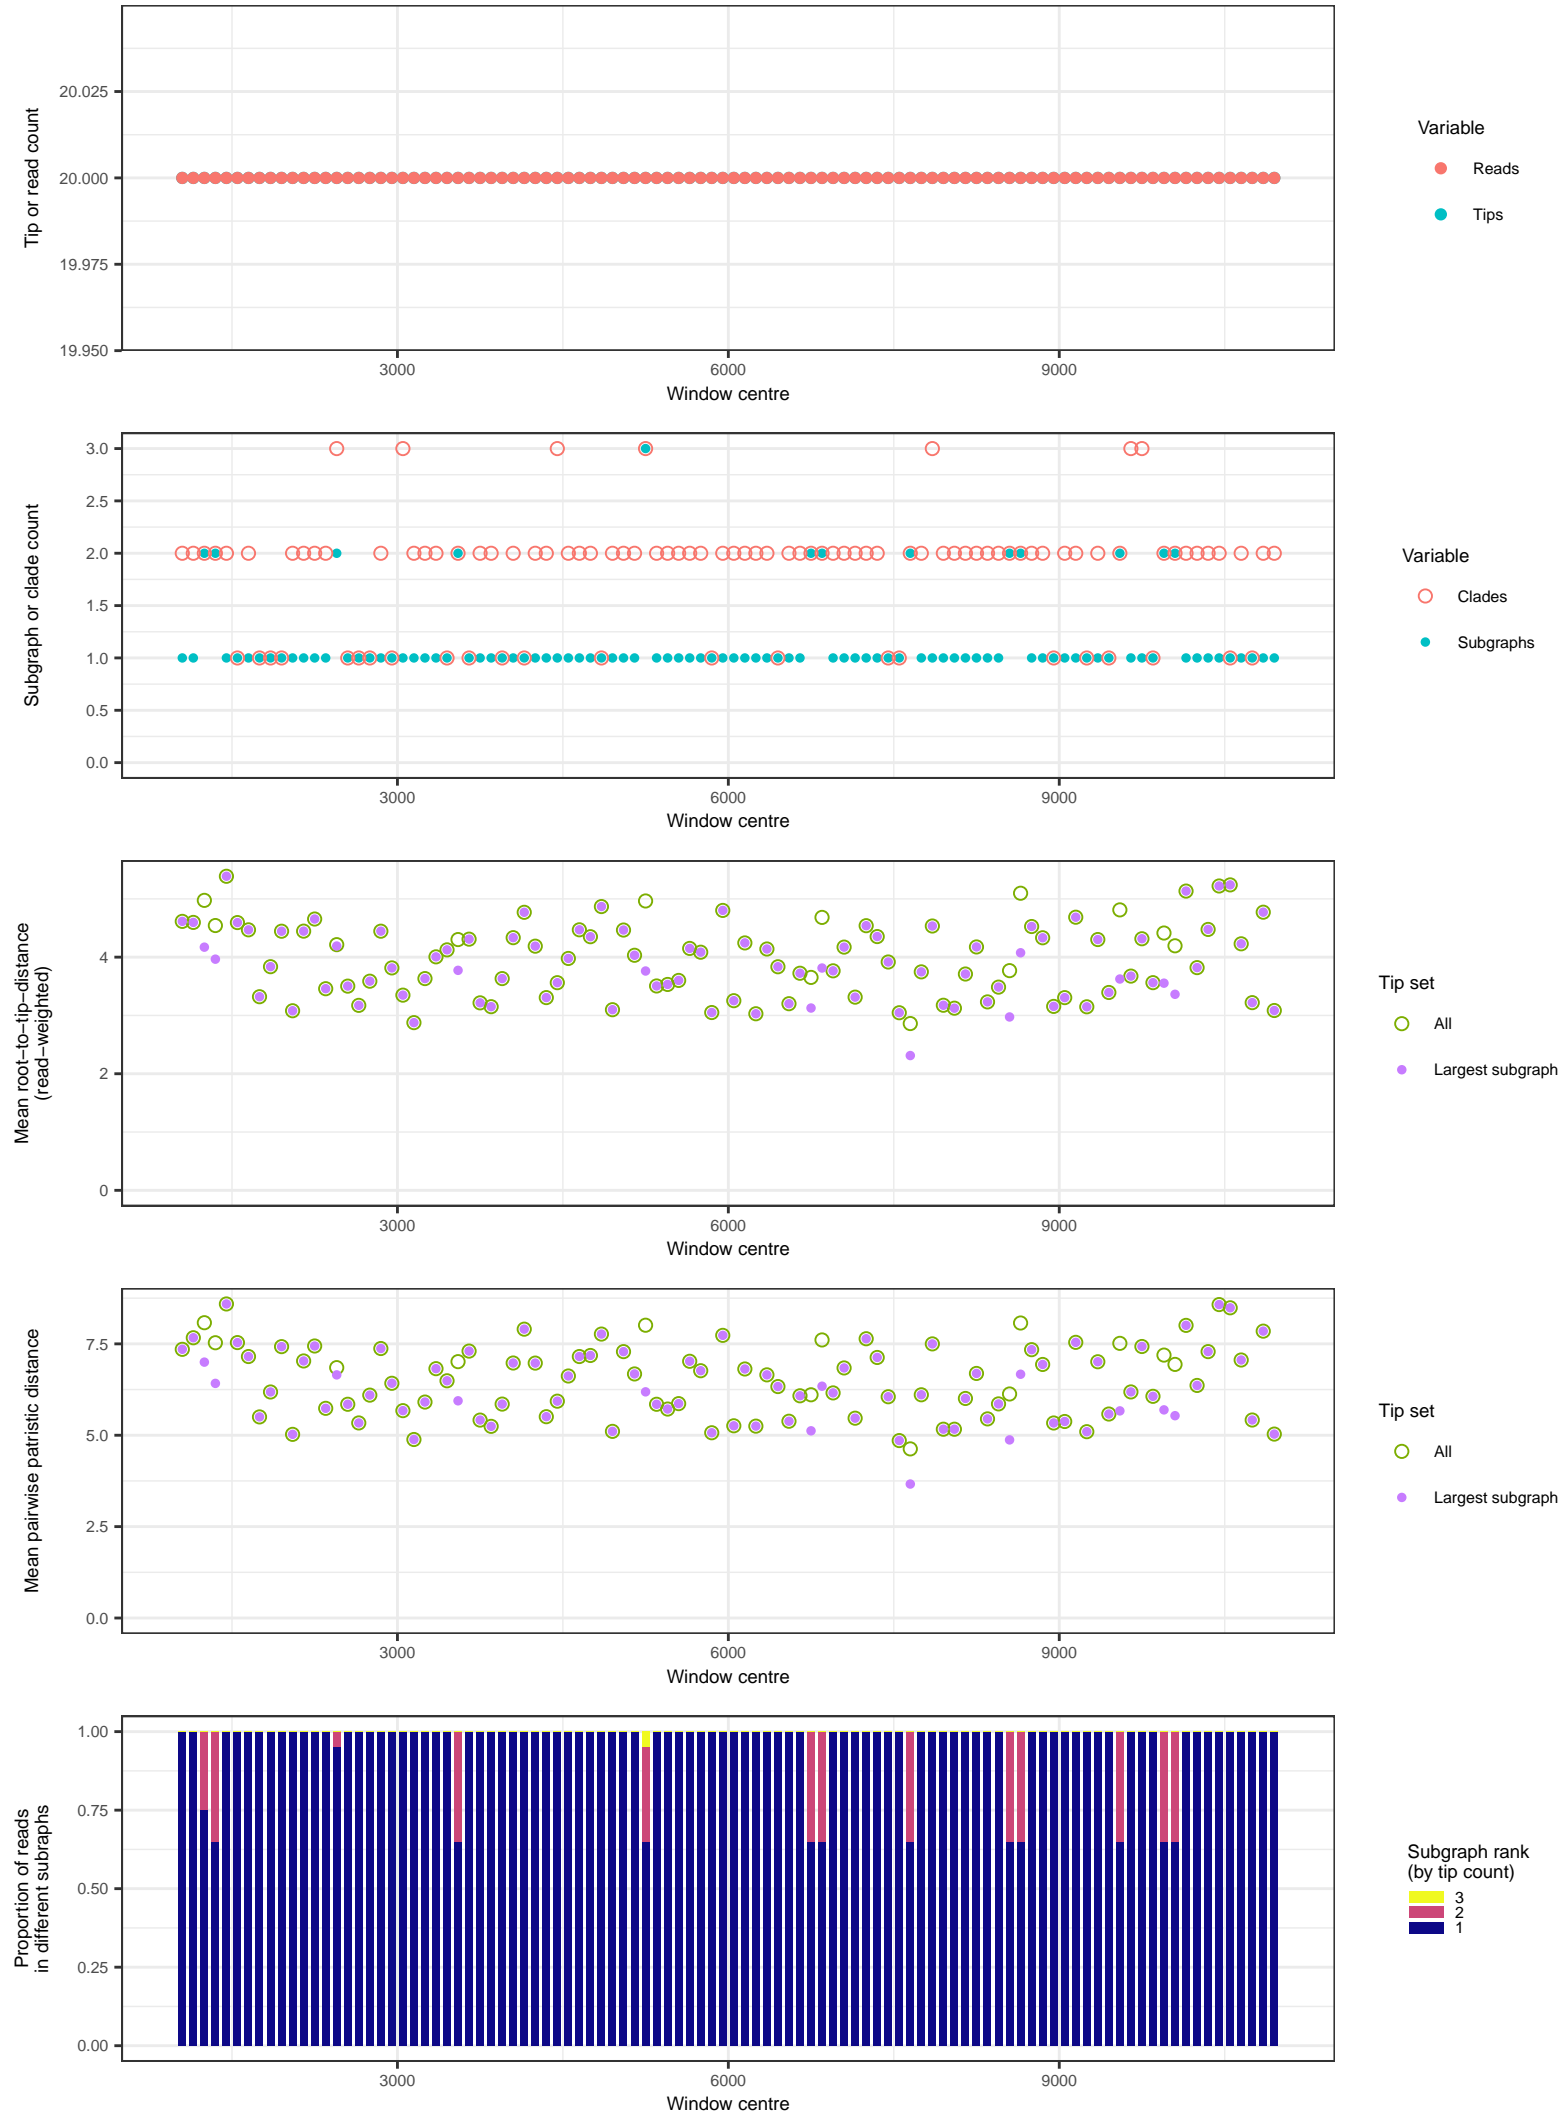 20.025
20.000
19.975
19.950
Tip or read count
3000 6000 9000
Window centre
Variable
Reads
Tips
3.0
2.5
2.0
1.5
1.0
0.5
0.0
Subgraph or clade count
3000 6000 9000
Window centre
Variable
Clades
Subgraphs
4
2
0
Mean root−to−tip−distance
(read−weighted)
3000 6000 9000
Window centre
Tip set
All
Largest subgraph
7.5
5.0
2.5
0.0
Mean pairwise patristic distance
3000 6000 9000
Window centre
Tip set
All
Largest subgraph
1.00
0.75
0.50
0.25
0.00
Proportion of reads
in different subraphs
3000 6000 9000
Window centre
Subgraph rank
(by tip count)
3
2
1